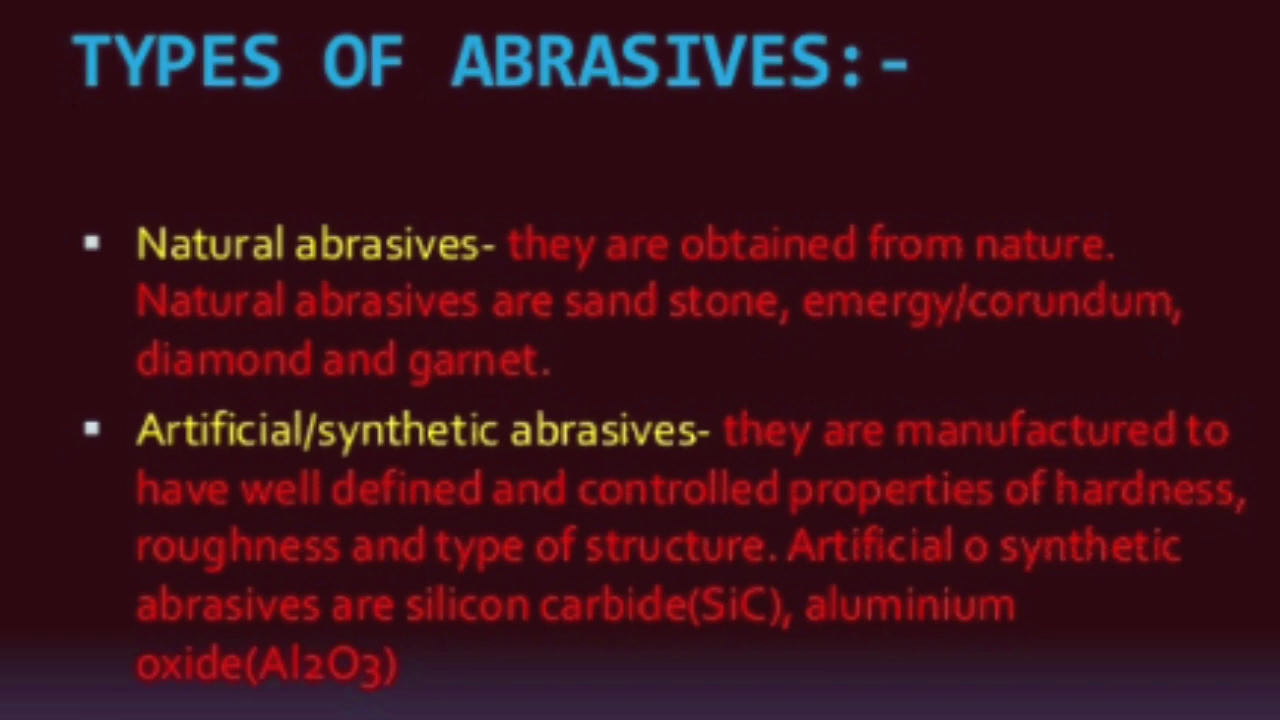 TYPES OF ABRASIVES:-
▪ Natural abrasives- they are obtained from nature.
Natural abrasives are sand stone, emergy/corundum,
diamond and garnet.
▪ Artificial/synthetic abrasives- they are manufactured to
have well defined and controlled properties of hardness,
roughness and type of structure. Artificial o synthetic
abrasives are silicon carbide(SiC), aluminium
oxide(Al2O3)